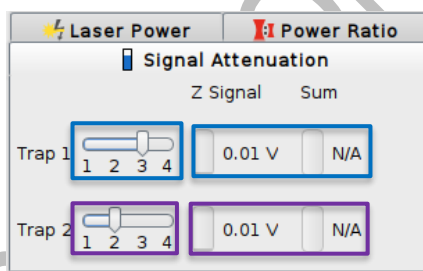 Laser Power Power Ratio
Signal Attenuation
Z Signal Sum
Trap 1 0.01 V N/A
1 2 3 4
Trap 2 0.01 V N/A
1 2 3 4